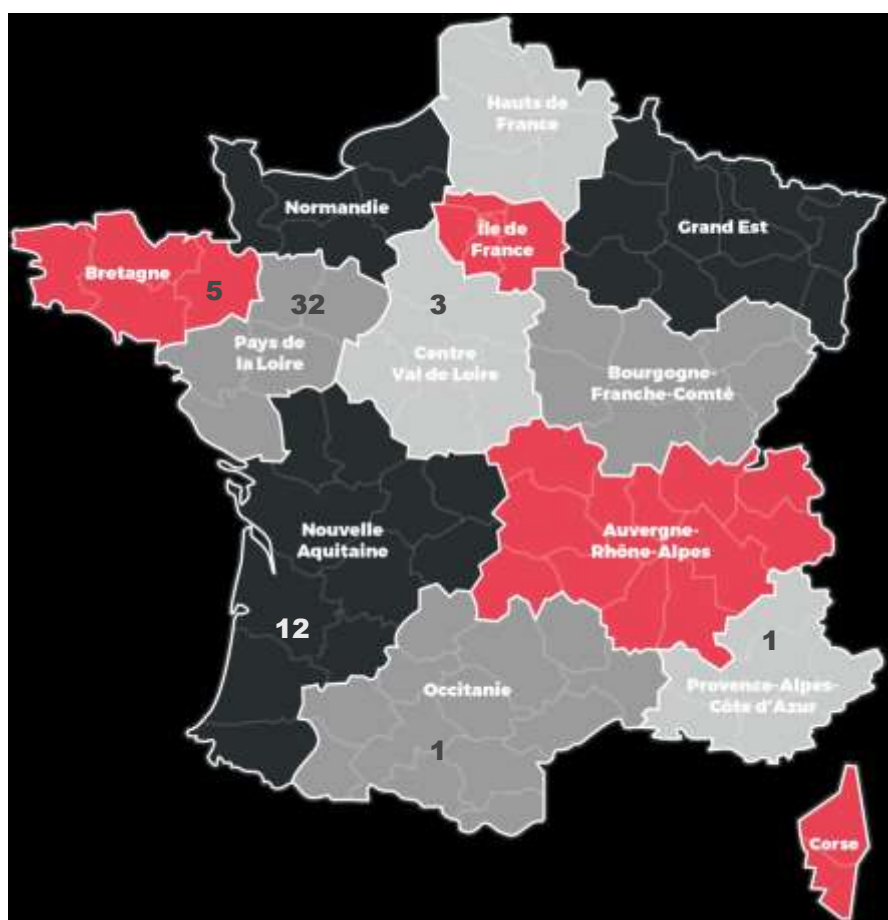 Hauts de
France
Normandie
Île de
France
Grand Est
Bretagne
5
32
3
Pays de
la Loire
Centre
Val de Loire
Bourgogne-
Franche-Comté
Nouvelle
Aquitaine
Auvergne-
Rhône-Alpes
12
1
Occitanie
Provence-Alpes-
Côte d'Azur
1
Corse